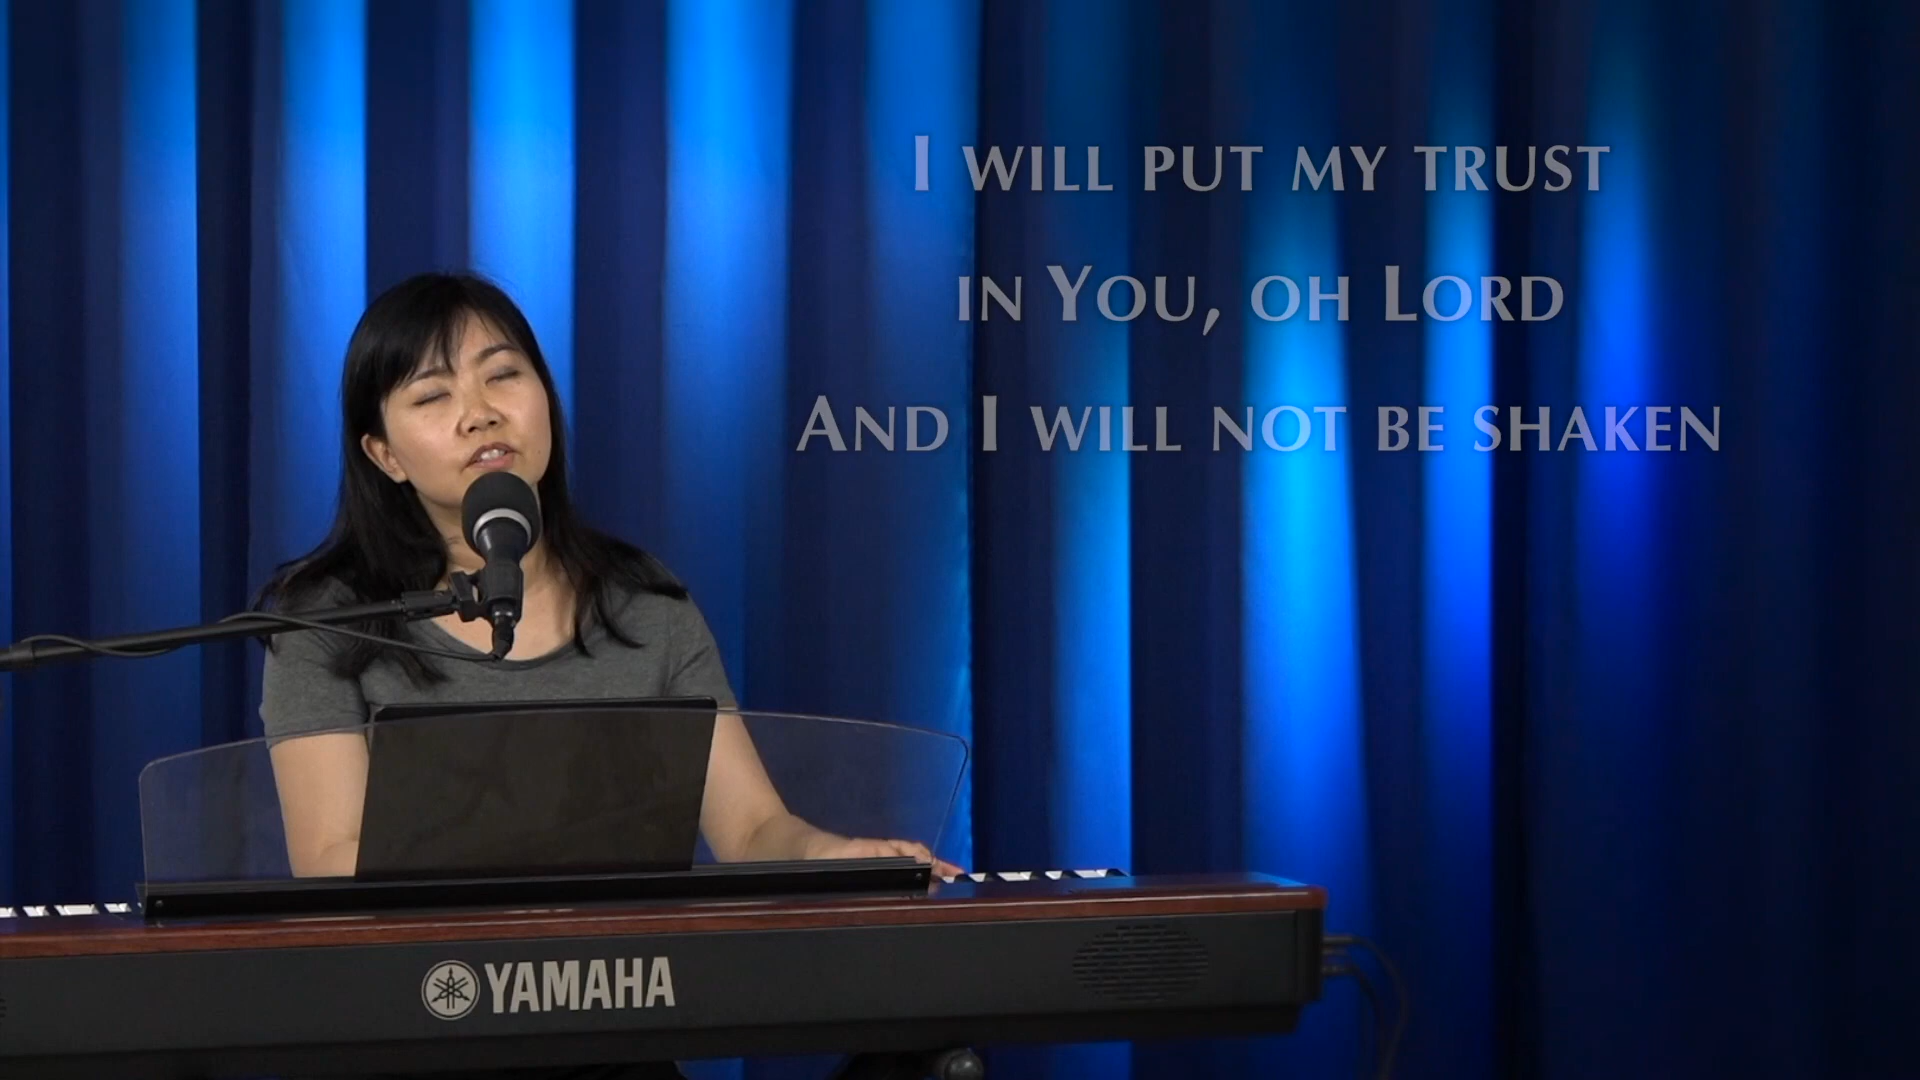 I WILL PUT MY TRUST
IN YOU, OH LORD
AND I WILL NOT BE SHAKEN
YAMAHA